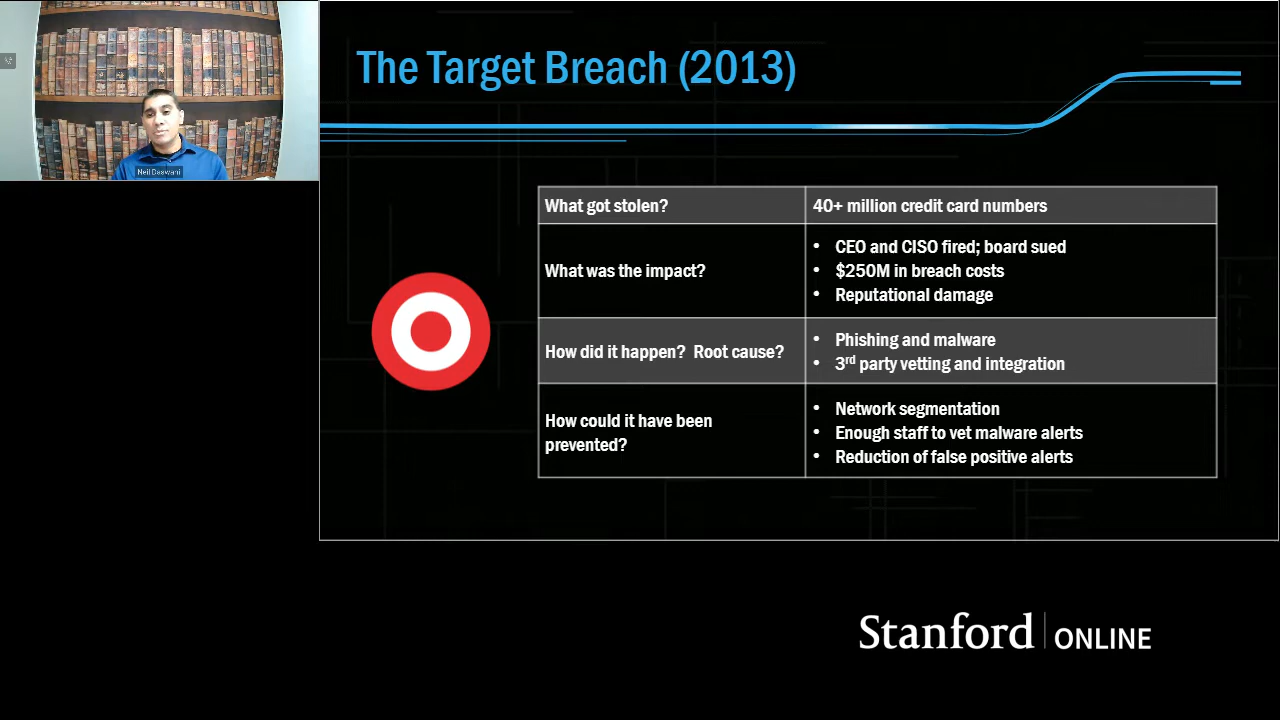 Neil Daswani
The Target Breach (2013)
What got stolen?
40+ million credit card numbers
What was the impact?
• CEO and CISO fired; board sued
• $250M in breach costs
• Reputational damage
How did it happen?  Root cause?
• Phishing and malware
• 3rd party vetting and integration
How could it have been
prevented?
• Network segmentation
• Enough staff to vet malware alerts
• Reduction of false positive alerts
Stanford ONLINE